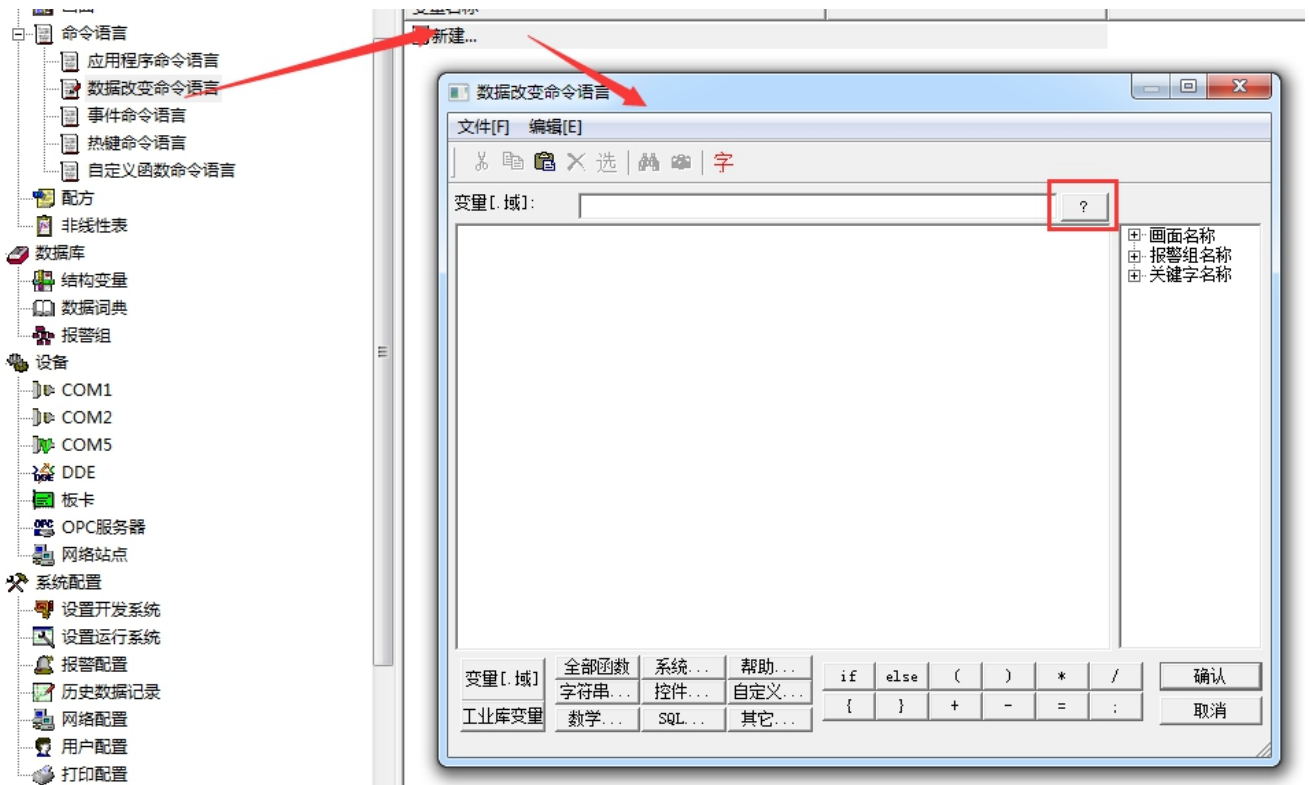 画面
变量名称
命令语言
应用程序命令语言
数据改变命令语言
事件命令语言
热键命令语言
自定义函数命令语言
配方
非线性表
数据库
结构变量
数据词典
报警组
设备
COM1
COM2
COM5
DDE
板卡
OPC服务器
网络站点
系统配置
设置开发系统
设置运行系统
报警配置
历史数据记录
网络配置
用户配置
打印配置
新建...
数据改变命令语言
文件[F] 编辑[E]
选 字
变量[.域]: ?
画面名称
报警组名称
关键字名称
变量[.域] 全部函数 系统... 帮助... if else ( ) * / 确认
字符串... 控件... 自定义...
工业库变量 数学... SQL... 其它... { } + - = ; 取消